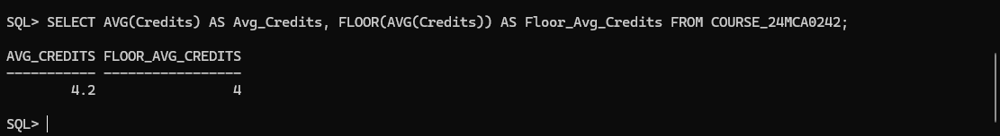 SQL> SELECT AVG(Credits) AS Avg_Credits, FLOOR(AVG(Credits)) AS Floor_Avg_Credits FROM COURSE_24MCA0242;
AVG_CREDITS FLOOR_AVG_CREDITS
----------- -----------------
        4.2                 4
SQL>